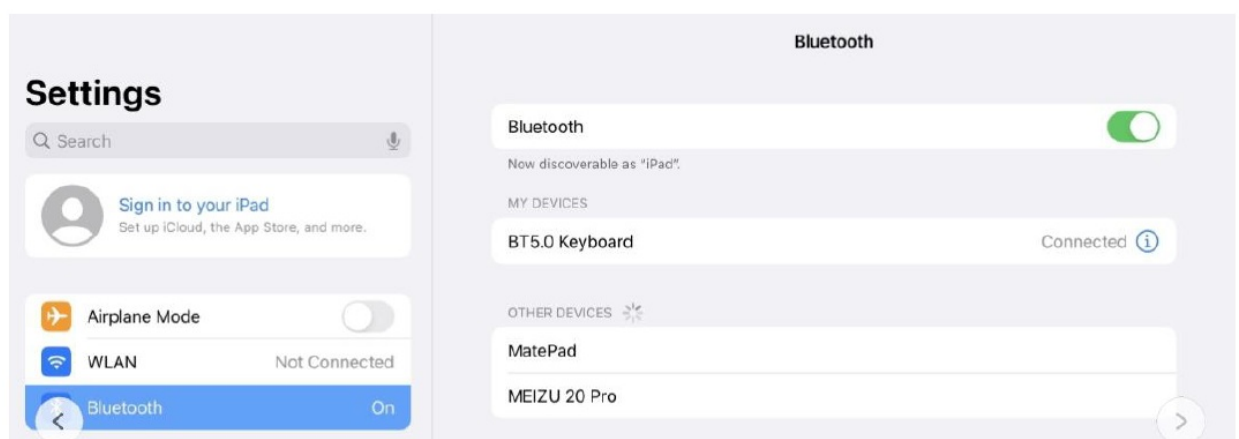 Settings
Search
Sign in to your iPad
Set up iCloud, the App Store, and more.
Airplane Mode
WLAN Not Connected
Bluetooth On
Bluetooth
Bluetooth
Now discoverable as "iPad".
MY DEVICES
BT5.0 Keyboard Connected
OTHER DEVICES
MatePad
MEIZU 20 Pro